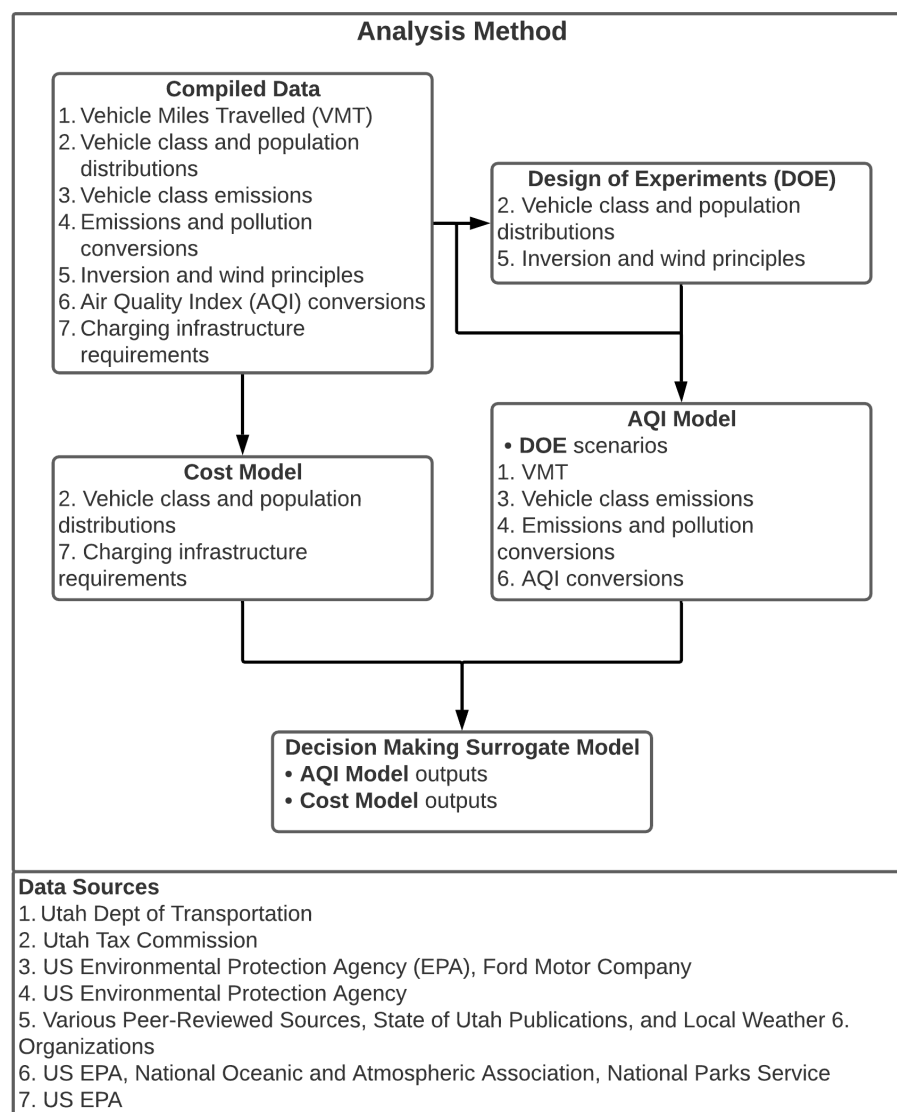 Analysis Method
Compiled Data
1. Vehicle Miles Travelled (VMT)
2. Vehicle class and population
distributions
3. Vehicle class emissions
4. Emissions and pollution
conversions
5. Inversion and wind principles
6. Air Quality Index (AQI) conversions
7. Charging infrastructure
requirements
Design of Experiments (DOE)
2. Vehicle class and population
distributions
5. Inversion and wind principles
Cost Model
2. Vehicle class and population
distributions
7. Charging infrastructure
requirements
AQI Model
• DOE scenarios
1. VMT
3. Vehicle class emissions
4. Emissions and pollution
conversions
6. AQI conversions
Decision Making Surrogate Model
• AQI Model outputs
• Cost Model outputs
Data Sources
1. Utah Dept of Transportation
2. Utah Tax Commission
3. US Environmental Protection Agency (EPA), Ford Motor Company
4. US Environmental Protection Agency
5. Various Peer-Reviewed Sources, State of Utah Publications, and Local Weather 6.
Organizations
6. US EPA, National Oceanic and Atmospheric Association, National Parks Service
7. US EPA